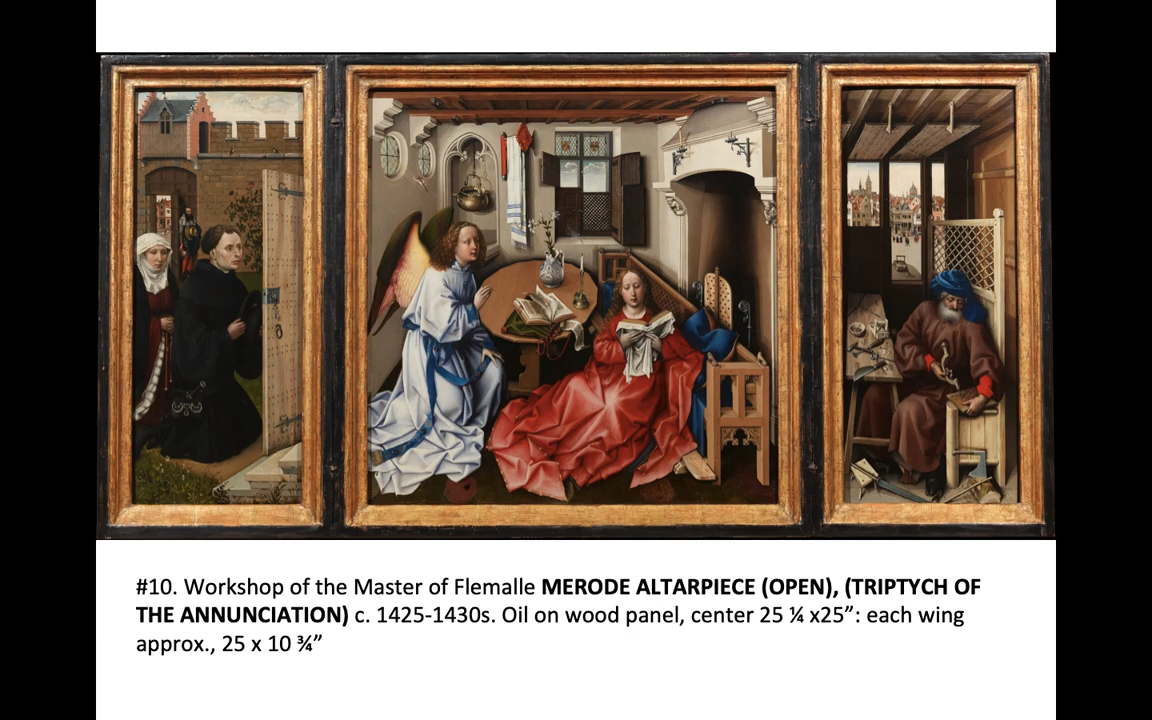 #10. Workshop of the Master of Flemalle MERODE ALTARPIECE (OPEN), (TRIPTYCH OF
THE ANNUNCIATION) c. 1425-1430s. Oil on wood panel, center 25 ¼ x25”: each wing
approx., 25 x 10 ¾”